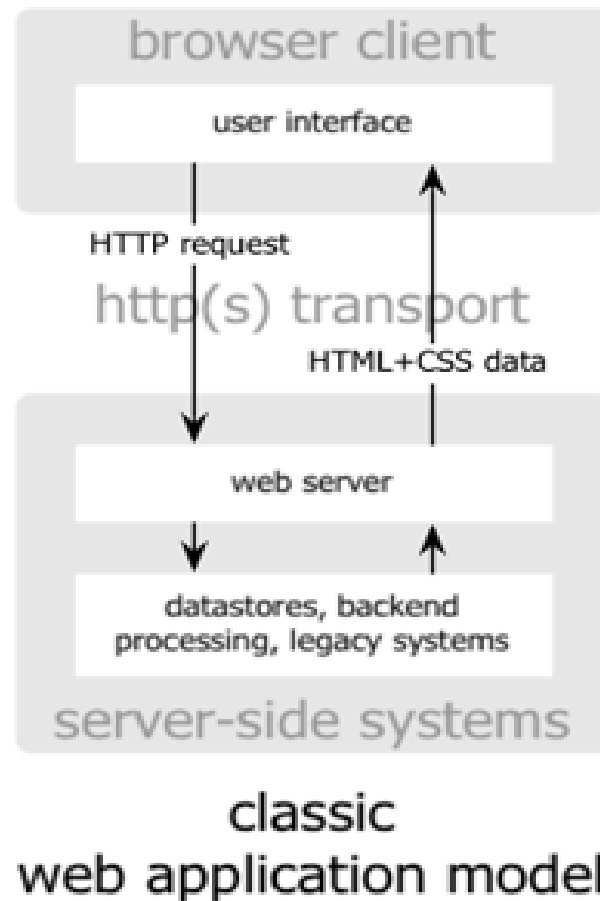 browser client
user interface
HTTP request
http(s) transport
HTML+CSS data
web server
datastores, backend
processing, legacy systems
server-side systems
classic
web application model